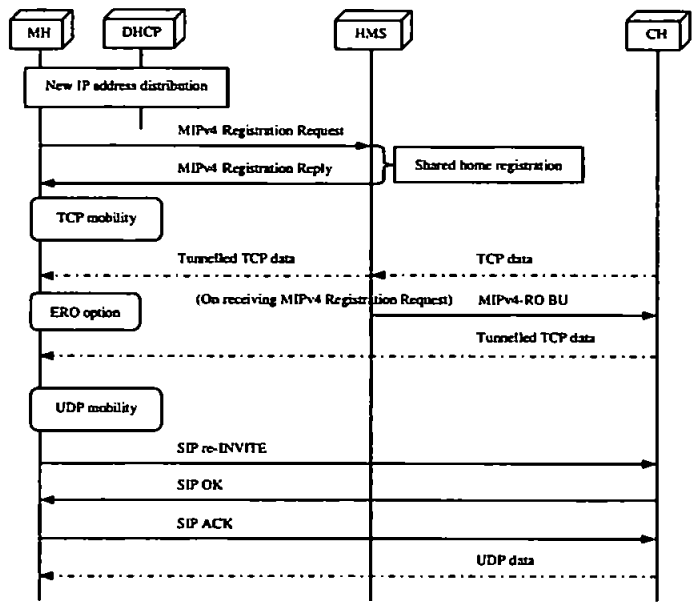 MH
DHCP
HMS
CH
New IP address distribution
MIPv4 Registration Request
MIPv4 Registration Reply
Shared home registration
TCP mobility
Tunnelled TCP data
TCP data
(On receiving MIPv4 Registration Request)
MIPv4-RO BU
ERO option
Tunnelled TCP data
UDP mobility
SIP re-INVITE
SIP OK
SIP ACK
UDP data